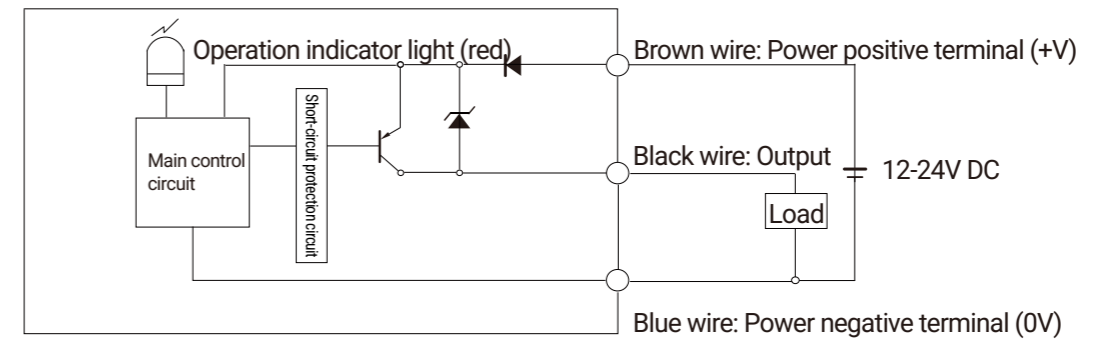 Operation indicator light (red)
Brown wire: Power positive terminal (+V)
Main control
circuit
Short-circuit protection circuit
Black wire: Output
Load
12-24V DC
Blue wire: Power negative terminal (0V)